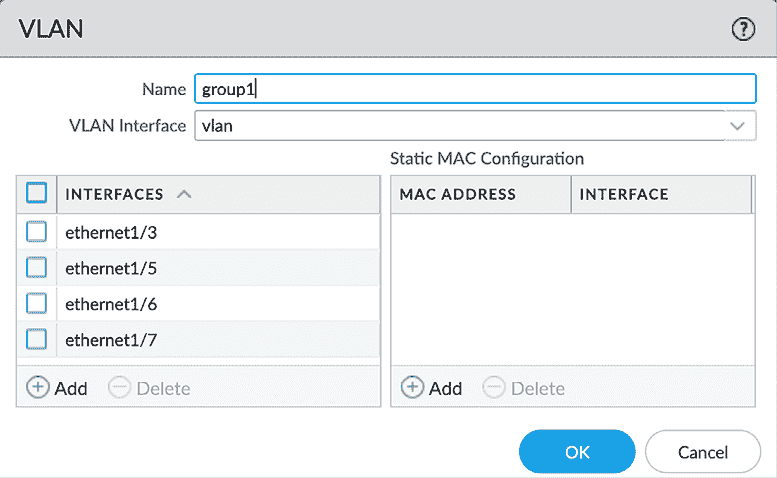 VLAN
Name group1
VLAN Interface vlan
Static MAC Configuration
INTERFACES
MAC ADDRESS INTERFACE
ethernet1/3
ethernet1/5
ethernet1/6
ethernet1/7
Add Delete
Add Delete
OK Cancel